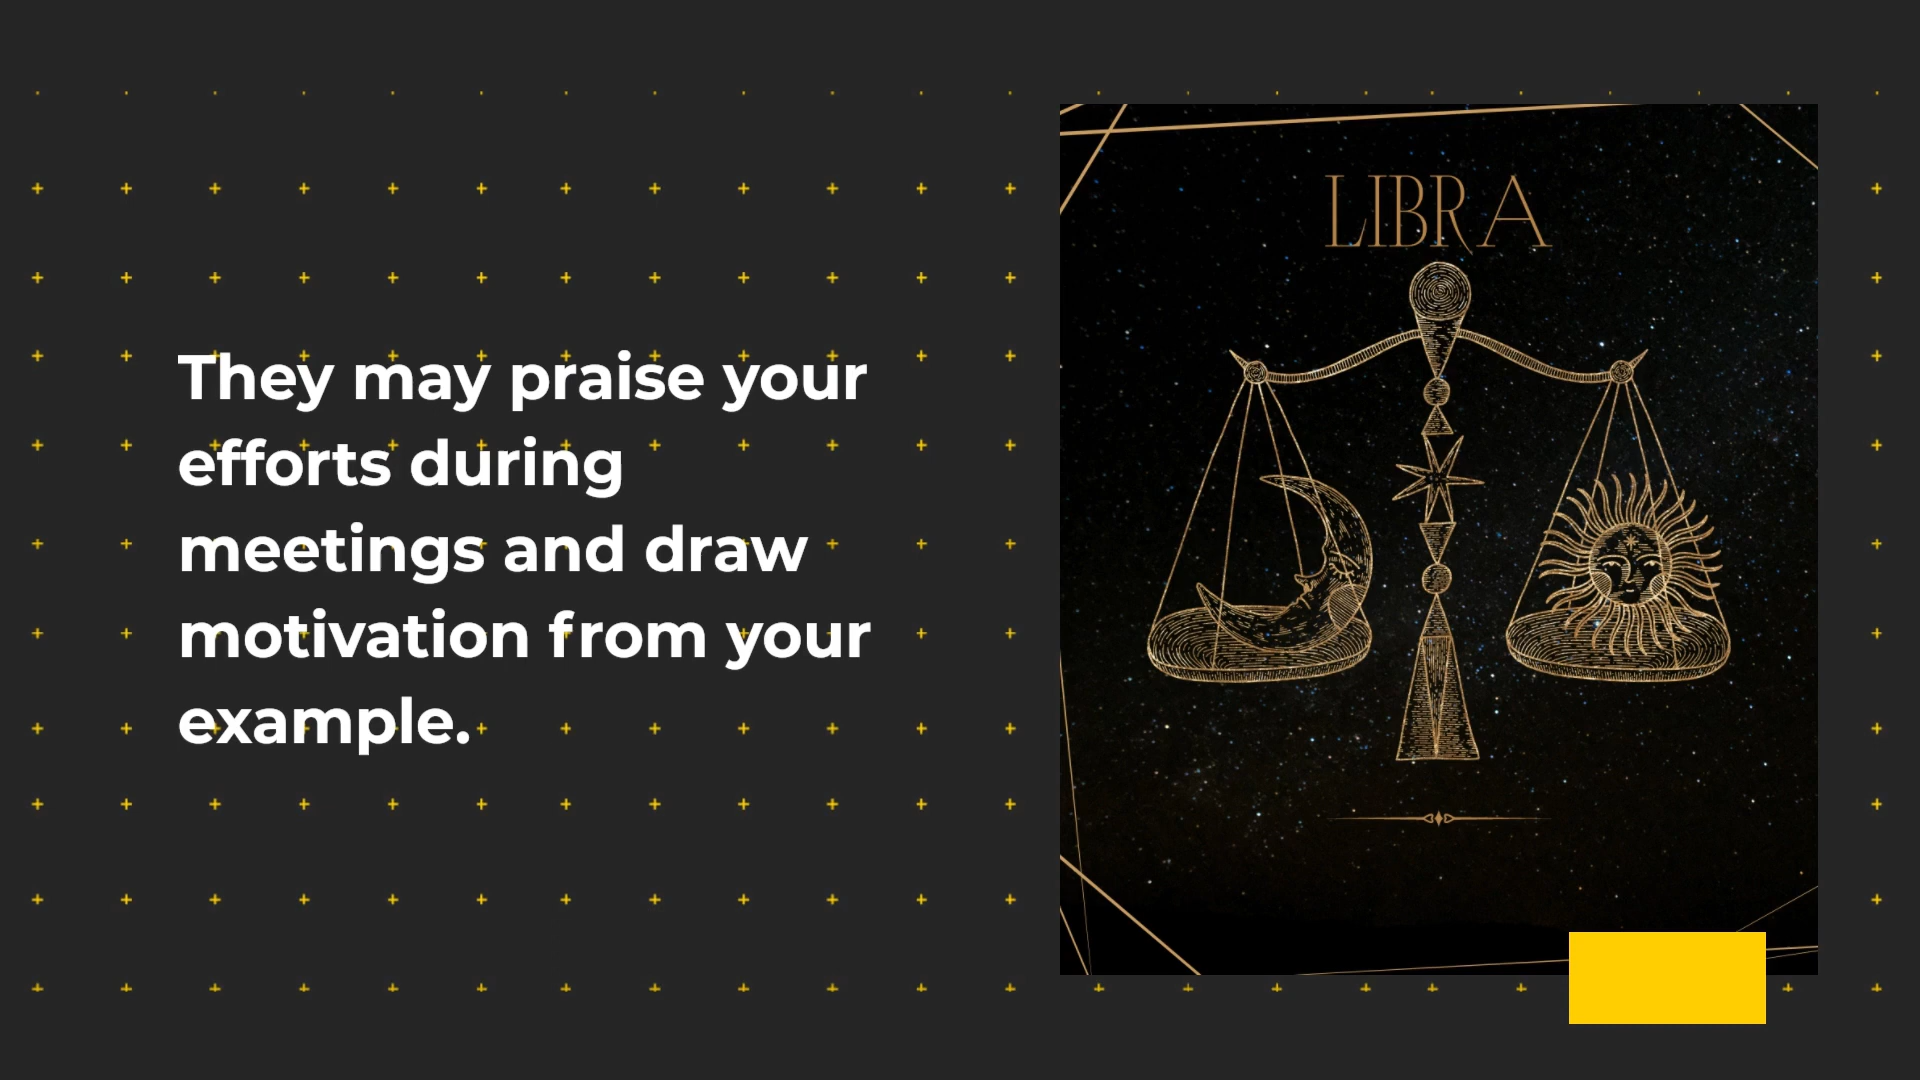 They may praise your
efforts during
meetings and draw
motivation from your
example.
LIBRA